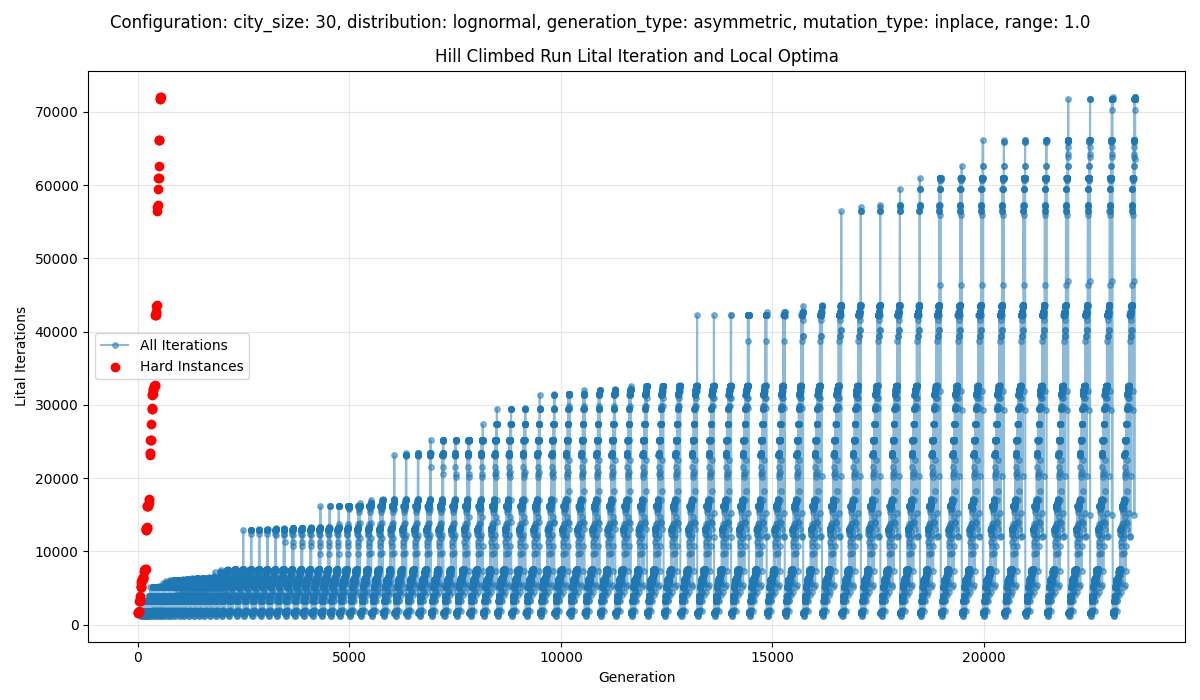 Configuration: city_size: 30, distribution: lognormal, generation_type: asymmetric, mutation_type: inplace, range: 1.0
Hill Climbed Run Lital Iteration and Local Optima
70000
60000
50000
40000
30000
20000
10000
0
Lital Iterations
All Iterations
Hard Instances
0
5000
10000
15000
20000
Generation